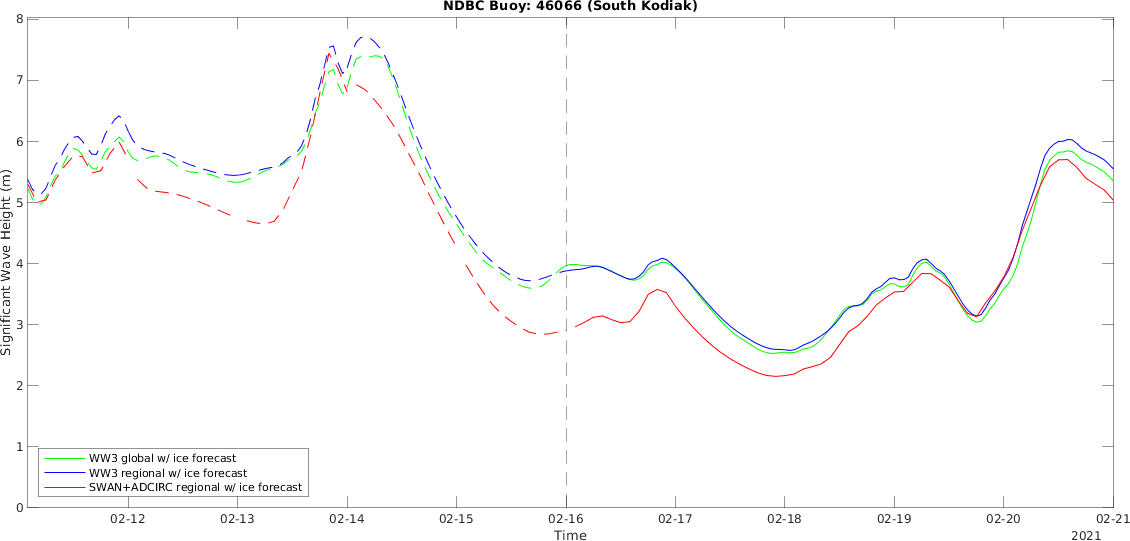 NDBC Buoy: 46066 (South Kodiak)
8
7
6
5
4
3
2
1
0
Significant Wave Height (m)
WW3 global w/ ice forecast
WW3 regional w/ ice forecast
SWAN+ADCIRC regional w/ ice forecast
02-12 02-13 02-14 02-15 02-16 02-17 02-18 02-19 02-20 02-21
Time
2021